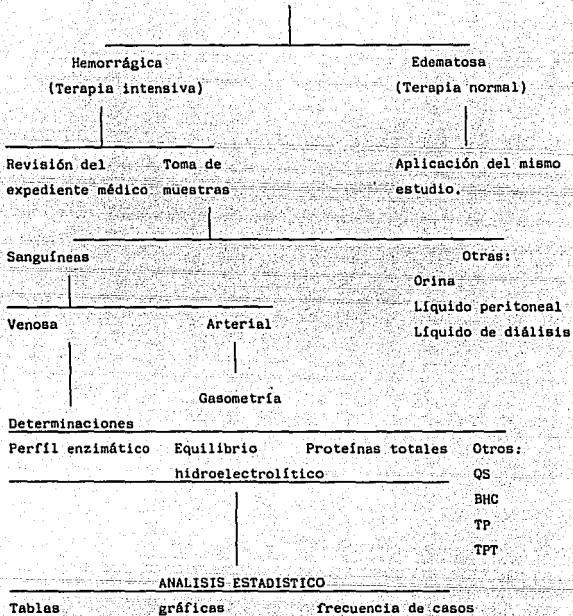 Hemorrágica Edematosa
(Terapia intensiva) (Terapia normal)
Revisión del Toma de Aplicación del mismo
expediente médico muestras estudio.
Sanguíneas Otras:
Orina
Líquido peritoneal
Venosa Arterial
Líquido de diálisis
Gasometría
Determinaciones
Perfíl enzimático Equilibrio Proteínas totales Otros:
hidroelectrolítico QS
BHC
TP
TPT
ANALISIS ESTADISTICO
Tablas gráficas frecuencia de casos